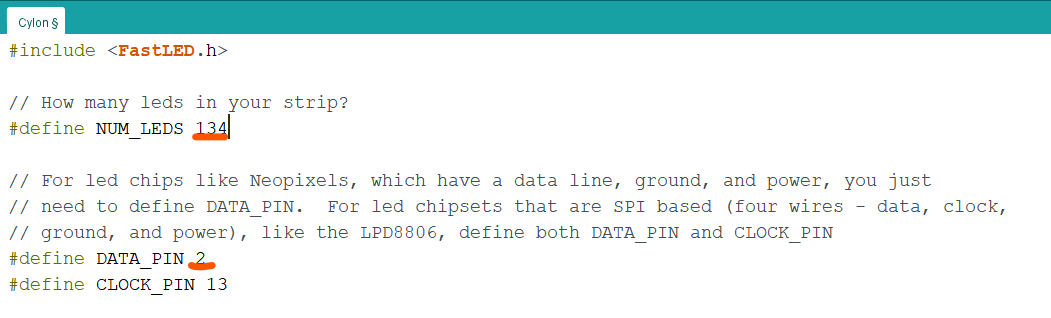 Cylon §
#include <FastLED.h>
// How many leds in your strip?
#define NUM_LEDS 134
// For led chips like Neopixels, which have a data line, ground, and power, you just
// need to define DATA_PIN.  For led chipsets that are SPI based (four wires - data, clock,
// ground, and power), like the LPD8806, define both DATA_PIN and CLOCK_PIN
#define DATA_PIN 2
#define CLOCK_PIN 13